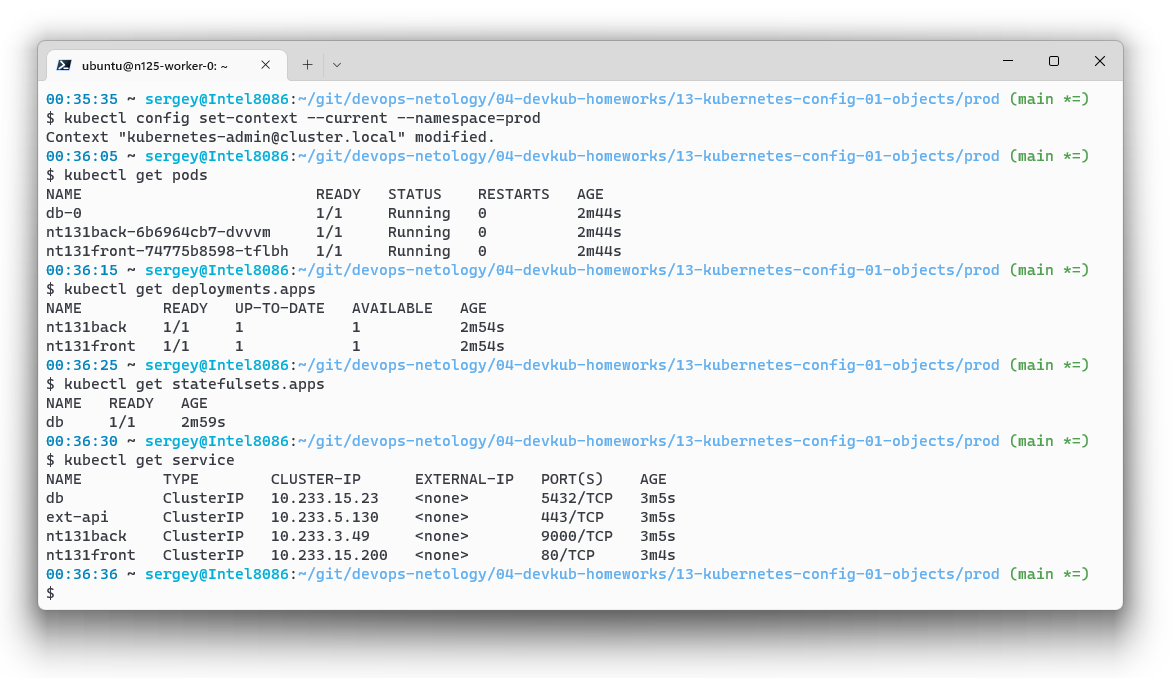 ubuntu@n125-worker-0: ~
00:35:35 ~ sergey@Intel8086:~/git/devops-netology/04-devkub-homeworks/13-kubernetes-config-01-objects/prod (main *=)
$ kubectl config set-context --current --namespace=prod
Context "kubernetes-admin@cluster.local" modified.
00:36:05 ~ sergey@Intel8086:~/git/devops-netology/04-devkub-homeworks/13-kubernetes-config-01-objects/prod (main *=)
$ kubectl get pods
NAME                          READY   STATUS    RESTARTS   AGE
db-0                          1/1     Running   0          2m44s
nt131back-6b6964cb7-dvvvm     1/1     Running   0          2m44s
nt131front-74775b8598-tflbh   1/1     Running   0          2m44s
00:36:15 ~ sergey@Intel8086:~/git/devops-netology/04-devkub-homeworks/13-kubernetes-config-01-objects/prod (main *=)
$ kubectl get deployments.apps
NAME         READY   UP-TO-DATE   AVAILABLE   AGE
nt131back    1/1     1            1           2m54s
nt131front   1/1     1            1           2m54s
00:36:25 ~ sergey@Intel8086:~/git/devops-netology/04-devkub-homeworks/13-kubernetes-config-01-objects/prod (main *=)
$ kubectl get statefulsets.apps
NAME   READY   AGE
db     1/1     2m59s
00:36:30 ~ sergey@Intel8086:~/git/devops-netology/04-devkub-homeworks/13-kubernetes-config-01-objects/prod (main *=)
$ kubectl get service
NAME         TYPE        CLUSTER-IP      EXTERNAL-IP   PORT(S)    AGE
db           ClusterIP   10.233.15.23    <none>        5432/TCP   3m5s
ext-api      ClusterIP   10.233.5.130    <none>        443/TCP    3m5s
nt131back    ClusterIP   10.233.3.49     <none>        9000/TCP   3m5s
nt131front   ClusterIP   10.233.15.200   <none>        80/TCP     3m4s
00:36:36 ~ sergey@Intel8086:~/git/devops-netology/04-devkub-homeworks/13-kubernetes-config-01-objects/prod (main *=)
$